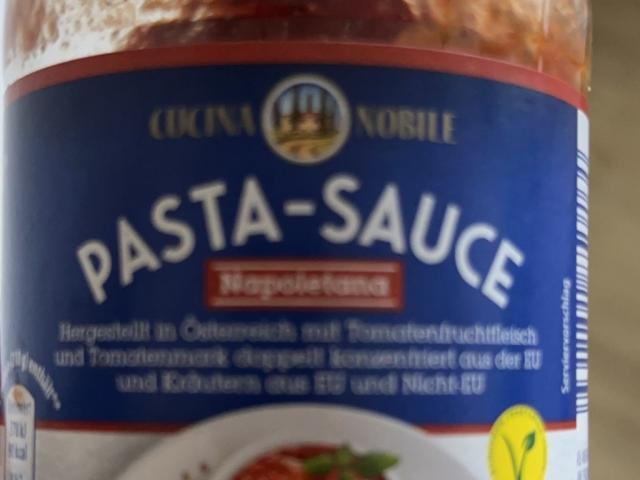 CUCINA NOBILE
PASTA-SAUCE
Napoletana
Hergestellt in Österreich mit Tomatenfruchtfleisch
und Tomatenmark doppelt konzentriert aus der EU
und Kräutern aus EU und Nicht-EU
Serviervorschlag